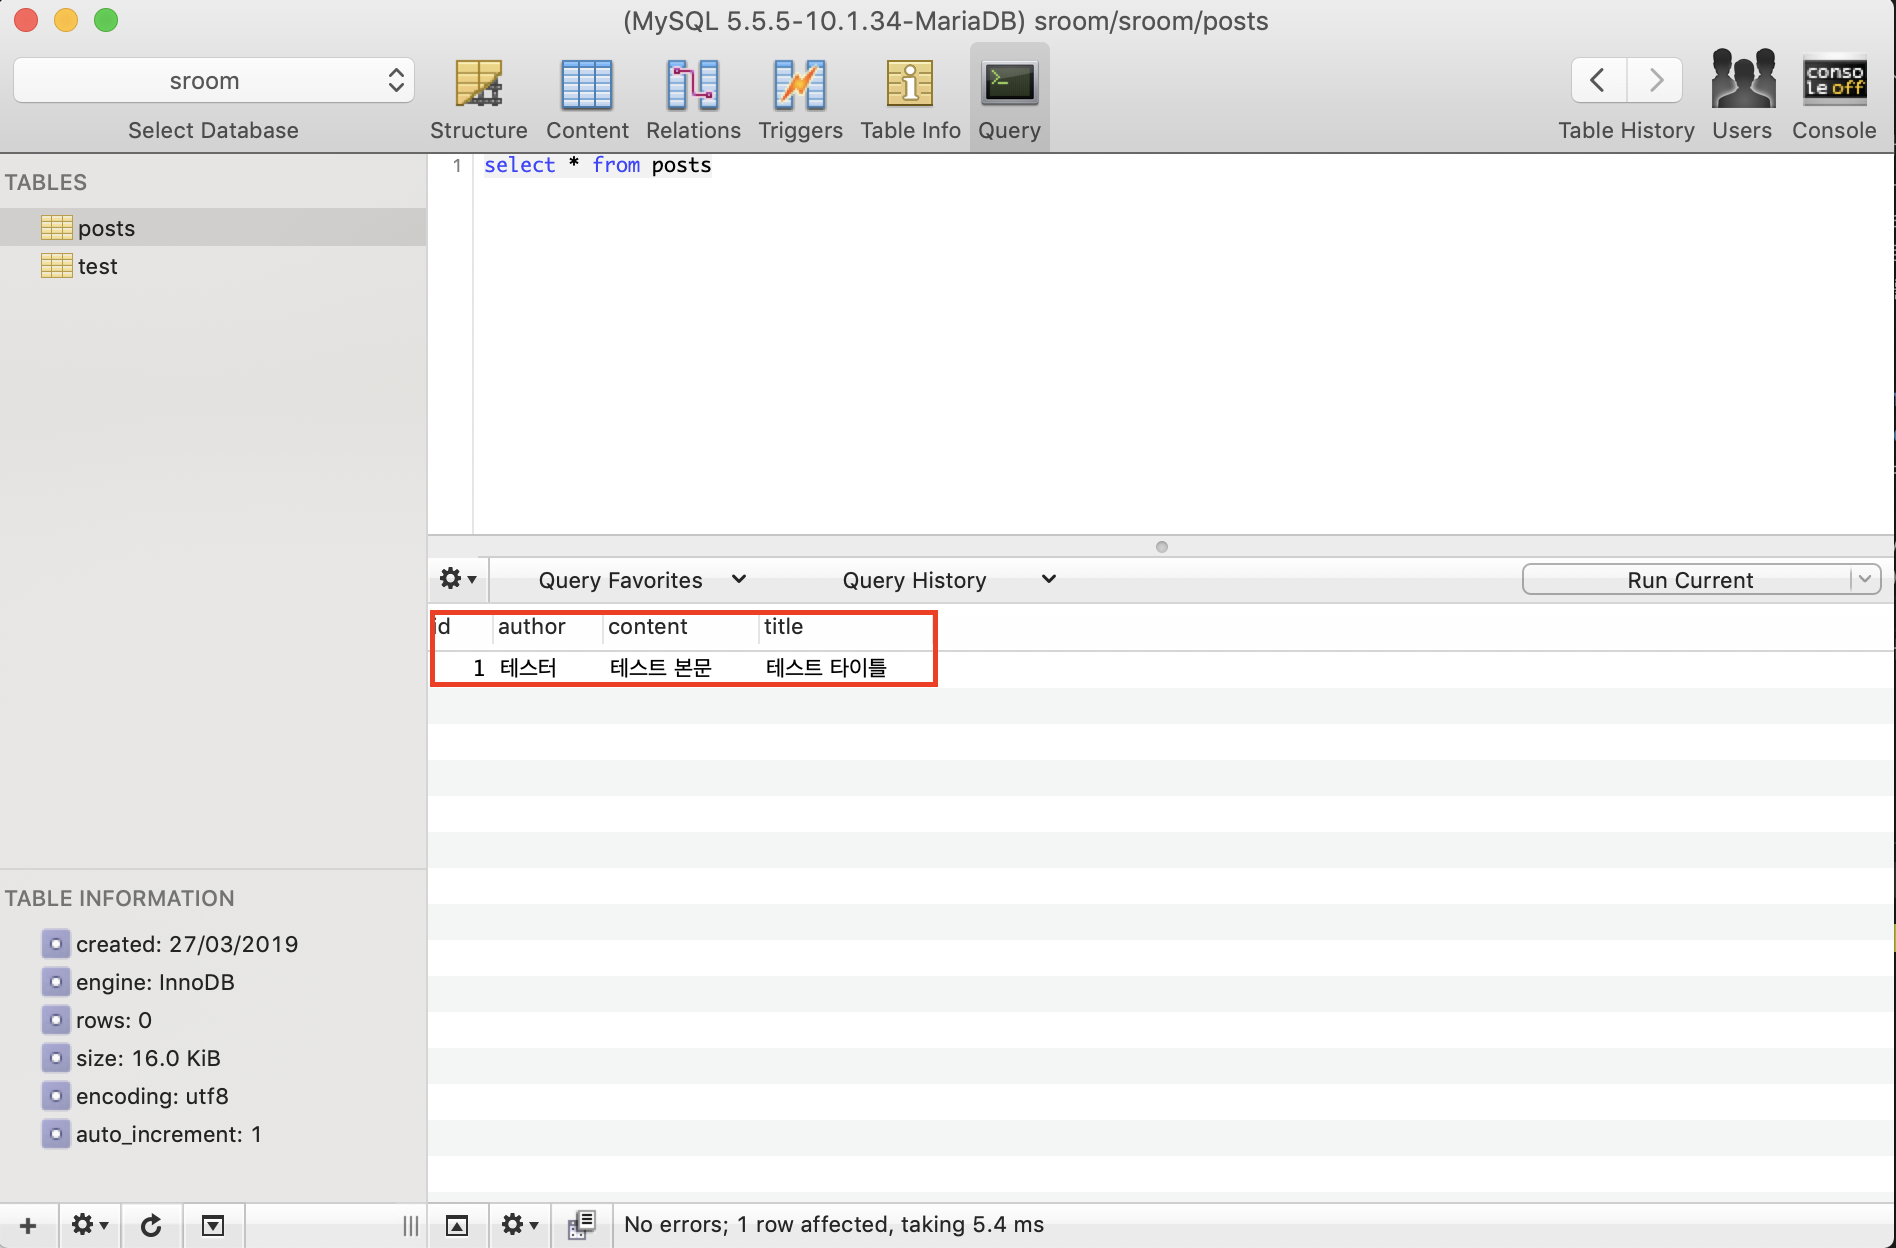 (MySQL 5.5.5-10.1.34-MariaDB) sroom/sroom/posts
sroom
Select Database
Structure Content Relations Triggers Table Info Query
Table History Users Console
conso
le off
TABLES
posts
test
1 select * from posts
Query Favorites Query History Run Current
id author content title
1 테스터 테스트 본문 테스트 타이틀
TABLE INFORMATION
created: 27/03/2019
engine: InnoDB
rows: 0
size: 16.0 KiB
encoding: utf8
auto_increment: 1
No errors; 1 row affected, taking 5.4 ms